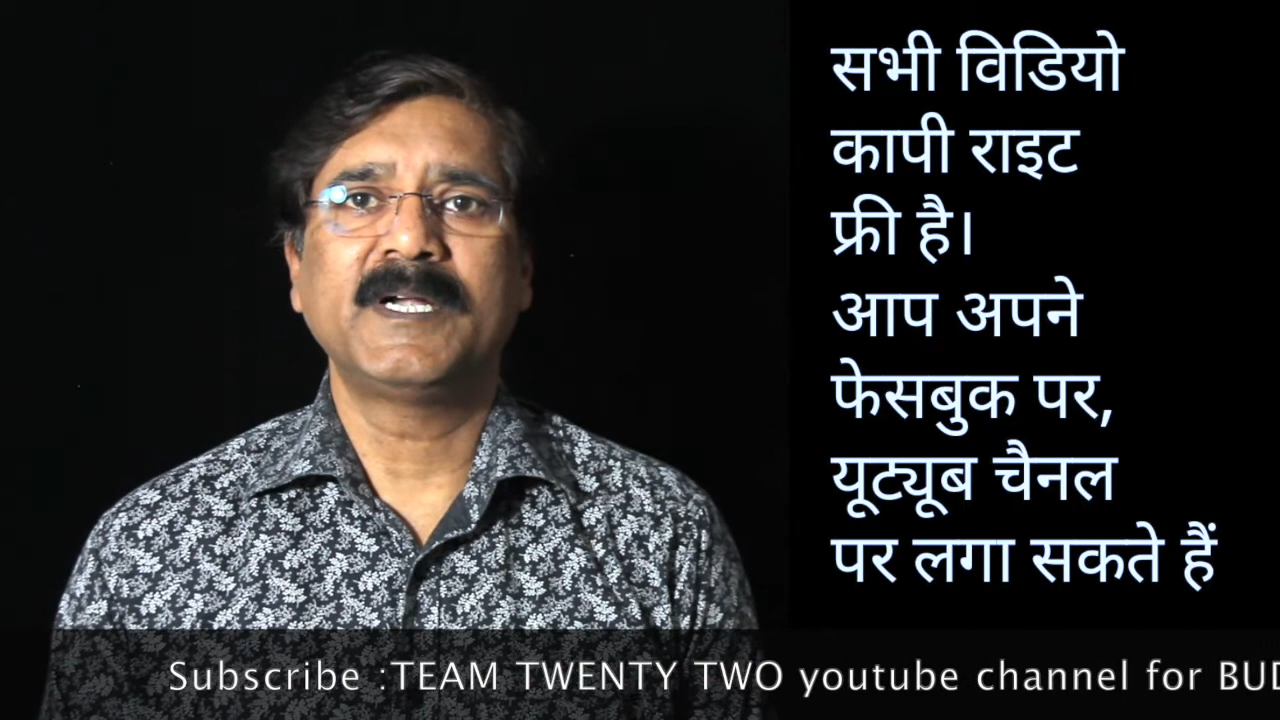 सभी विडियो
कापी राइट
फ्री है।
आप अपने
फेसबुक पर,
यूट्यूब चैनल
पर लगा सकते हैं
Subscribe :TEAM TWENTY TWO youtube channel for